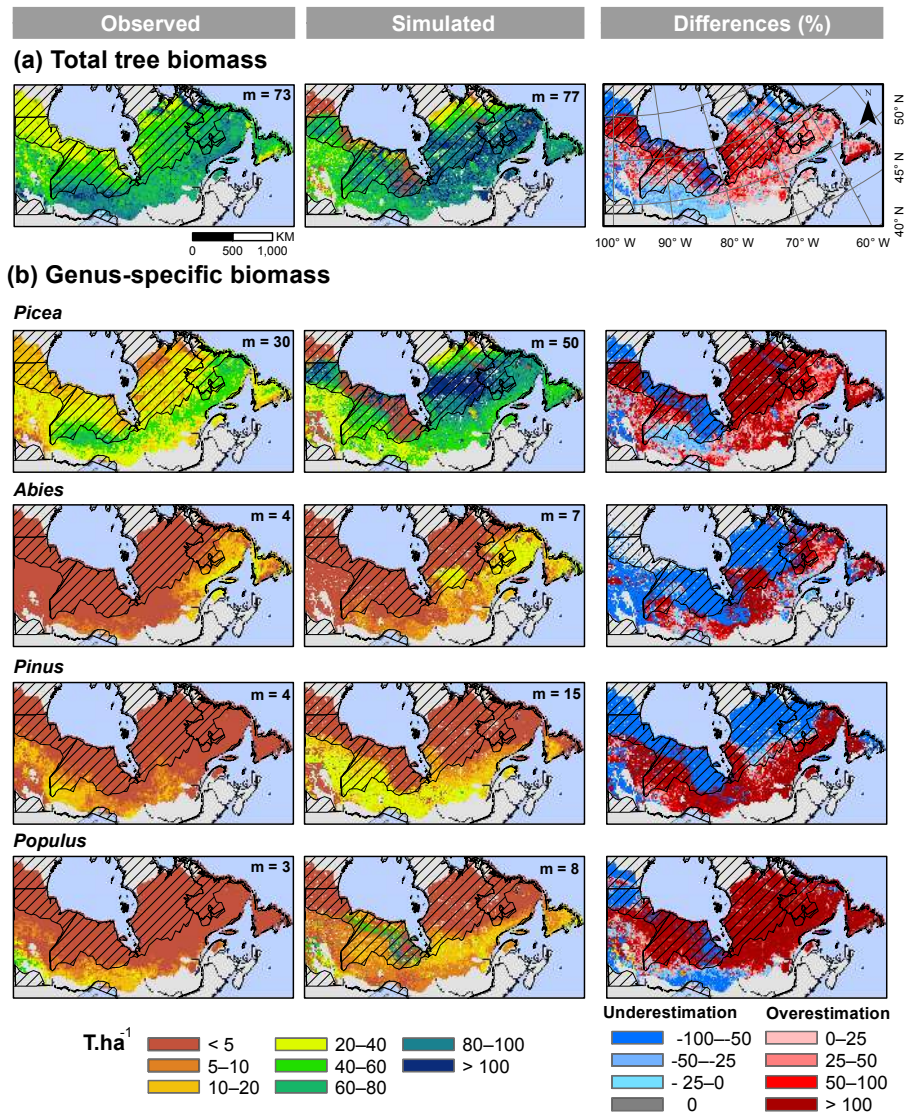 Observed Simulated Differences (%)
(a) Total tree biomass
m = 73 m = 77 N
50° N
45° N
40° N
KM
0 500 1,000
100° W 90° W 80° W 70° W 60° W
(b) Genus-specific biomass
Picea
m = 30 m = 50
Abies
m = 4 m = 7
Pinus
m = 4 m = 15
Populus
m = 3 m = 8
T.ha-1
< 5 20–40 80–100
5–10 40–60 > 100
10–20 60–80
Underestimation Overestimation
-100–-50 0–25
-50–-25 25–50
- 25–0 50–100
0 > 100